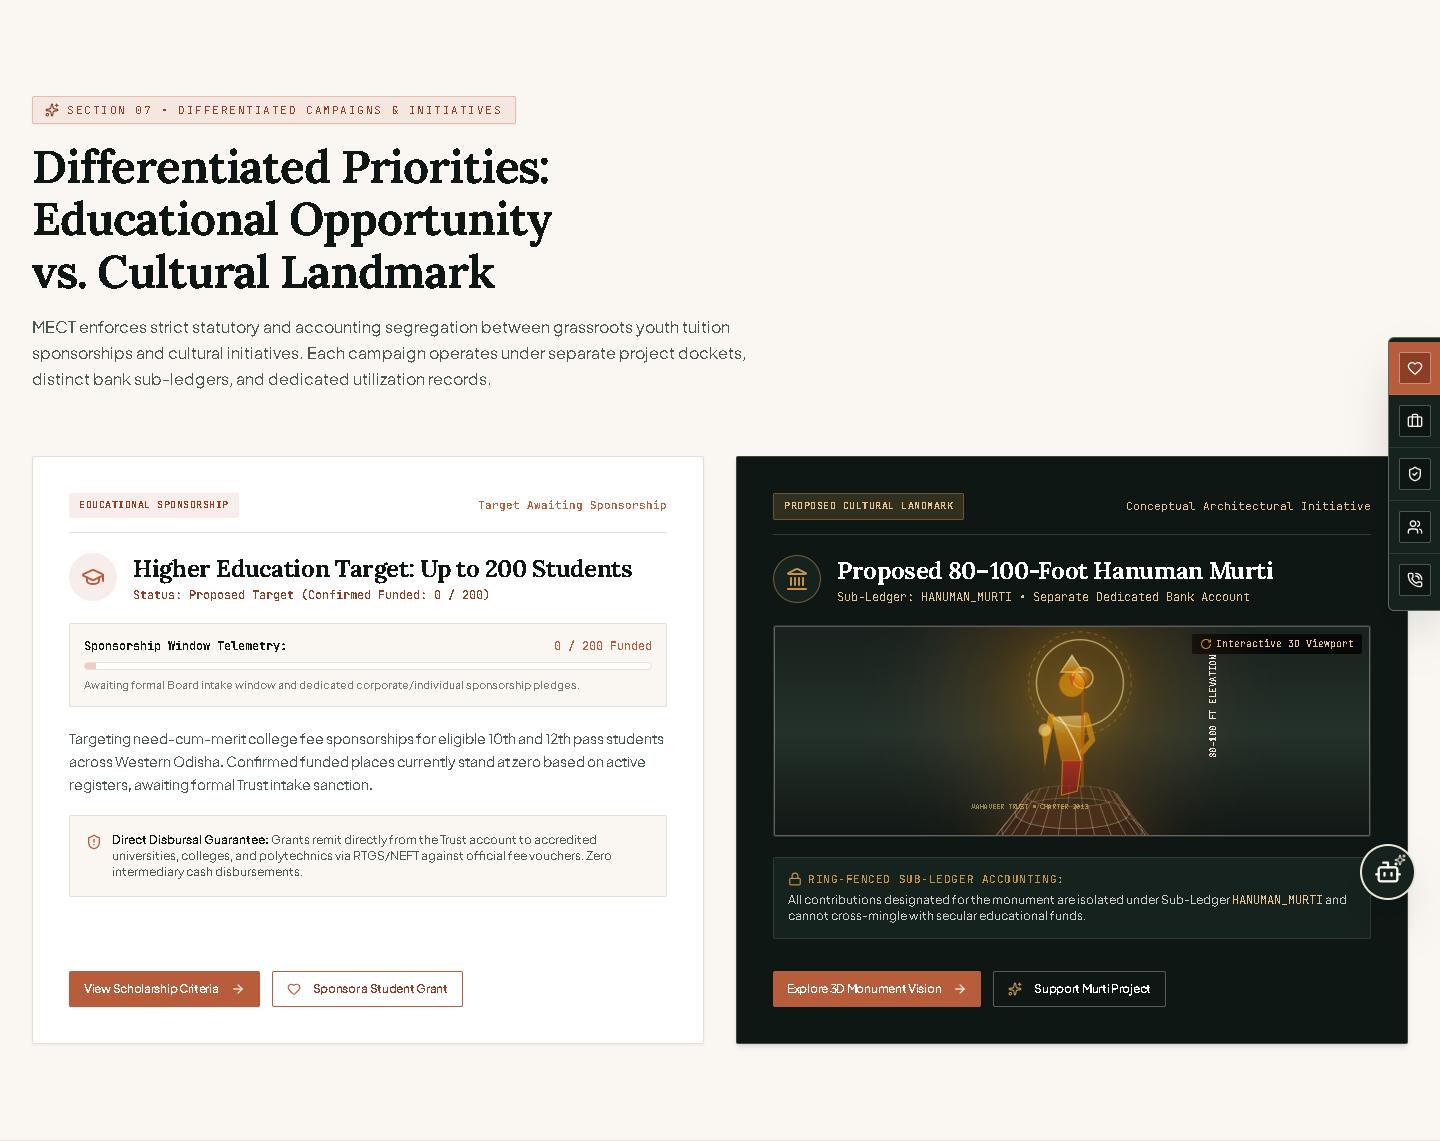 SECTION 07 • DIFFERENTIATED CAMPAIGNS & INITIATIVES
Differentiated Priorities:
Educational Opportunity
vs. Cultural Landmark
MECT enforces strict statutory and accounting segregation between grassroots youth tuition
sponsorships and cultural initiatives. Each campaign operates under separate project dockets,
distinct bank sub-ledgers, and dedicated utilization records.
EDUCATIONAL SPONSORSHIP
Target Awaiting Sponsorship
Higher Education Target: Up to 200 Students
Status: Proposed Target (Confirmed Funded: 0 / 200)
Sponsorship Window Telemetry:
0 / 200 Funded
Awaiting formal Board intake window and dedicated corporate/individual sponsorship pledges.
Targeting need-cum-merit college fee sponsorships for eligible 10th and 12th pass students
across Western Odisha. Confirmed funded places currently stand at zero based on active
registers, awaiting formal Trust intake sanction.
Direct Disbursal Guarantee: Grants remit directly from the Trust account to accredited
universities, colleges, and polytechnics via RTGS/NEFT against official fee vouchers. Zero
intermediary cash disbursements.
View Scholarship Criteria
Sponsor a Student Grant
PROPOSED CULTURAL LANDMARK
Conceptual Architectural Initiative
Proposed 80–100-Foot Hanuman Murti
Sub-Ledger: HANUMAN_MURTI • Separate Dedicated Bank Account
Interactive 3D Viewport
80-100 FT ELEVATION
MAHAVEER TRUST • CHARTER 2013
RING-FENCED SUB-LEDGER ACCOUNTING:
All contributions designated for the monument are isolated under Sub-Ledger HANUMAN_MURTI and
cannot cross-mingle with secular educational funds.
Explore 3D Monument Vision
Support Murti Project